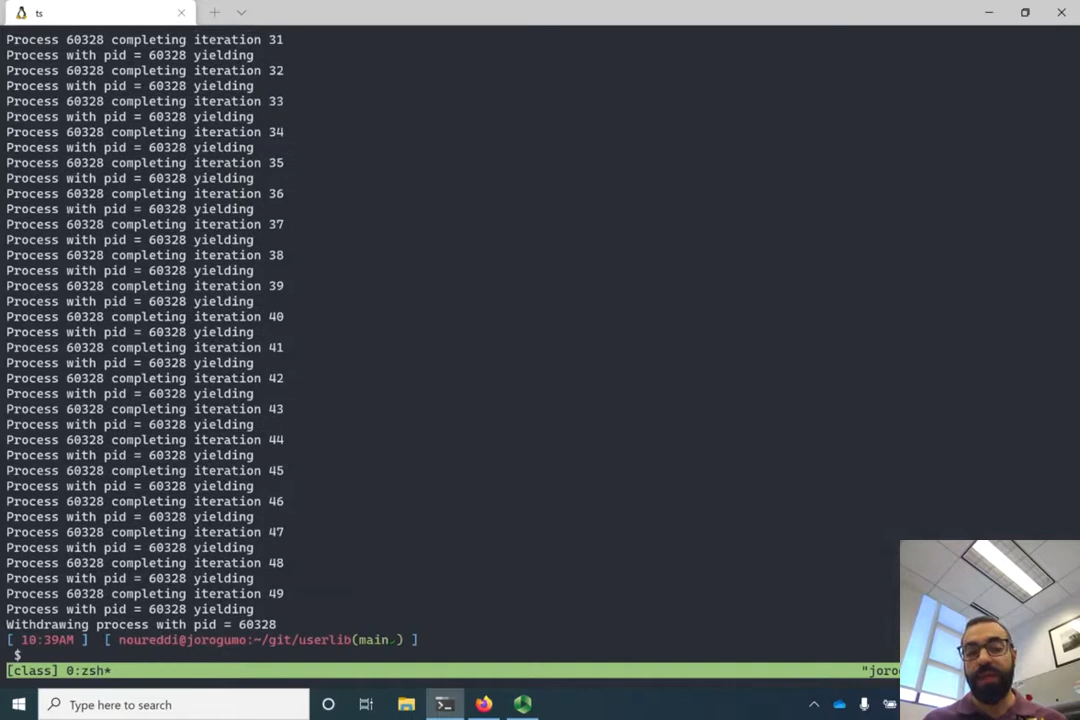 ts
Process 60328 completing iteration 31
Process with pid = 60328 yielding
Process 60328 completing iteration 32
Process with pid = 60328 yielding
Process 60328 completing iteration 33
Process with pid = 60328 yielding
Process 60328 completing iteration 34
Process with pid = 60328 yielding
Process 60328 completing iteration 35
Process with pid = 60328 yielding
Process 60328 completing iteration 36
Process with pid = 60328 yielding
Process 60328 completing iteration 37
Process with pid = 60328 yielding
Process 60328 completing iteration 38
Process with pid = 60328 yielding
Process 60328 completing iteration 39
Process with pid = 60328 yielding
Process 60328 completing iteration 40
Process with pid = 60328 yielding
Process 60328 completing iteration 41
Process with pid = 60328 yielding
Process 60328 completing iteration 42
Process with pid = 60328 yielding
Process 60328 completing iteration 43
Process with pid = 60328 yielding
Process 60328 completing iteration 44
Process with pid = 60328 yielding
Process 60328 completing iteration 45
Process with pid = 60328 yielding
Process 60328 completing iteration 46
Process with pid = 60328 yielding
Process 60328 completing iteration 47
Process with pid = 60328 yielding
Process 60328 completing iteration 48
Process with pid = 60328 yielding
Process 60328 completing iteration 49
Process with pid = 60328 yielding
Withdrawing process with pid = 60328
[ 10:39AM ] [ noureddi@jorogumo:~/git/userlib(main✓) ]
$
[class] 0:zsh* "joro
Type here to search